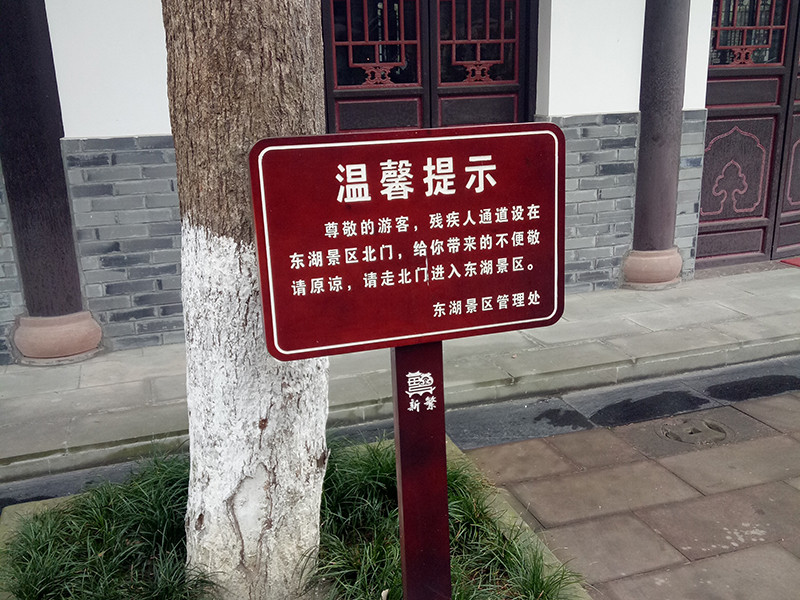 温馨提示
尊敬的游客，残疾人通道设在
东湖景区北门，给你带来的不便敬
请原谅，请走北门进入东湖景区。
东湖景区管理处
新繁